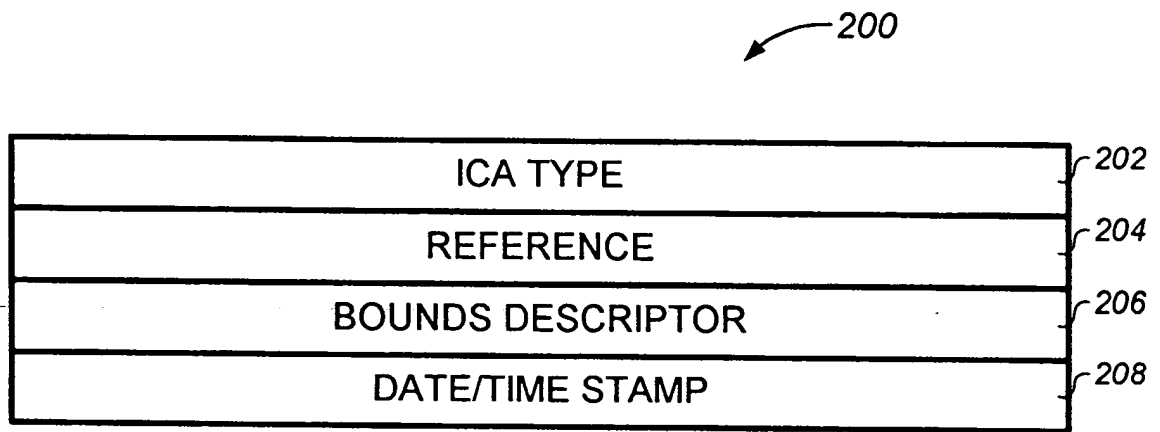 200
ICA TYPE 202
REFERENCE 204
BOUNDS DESCRIPTOR 206
DATE/TIME STAMP 208